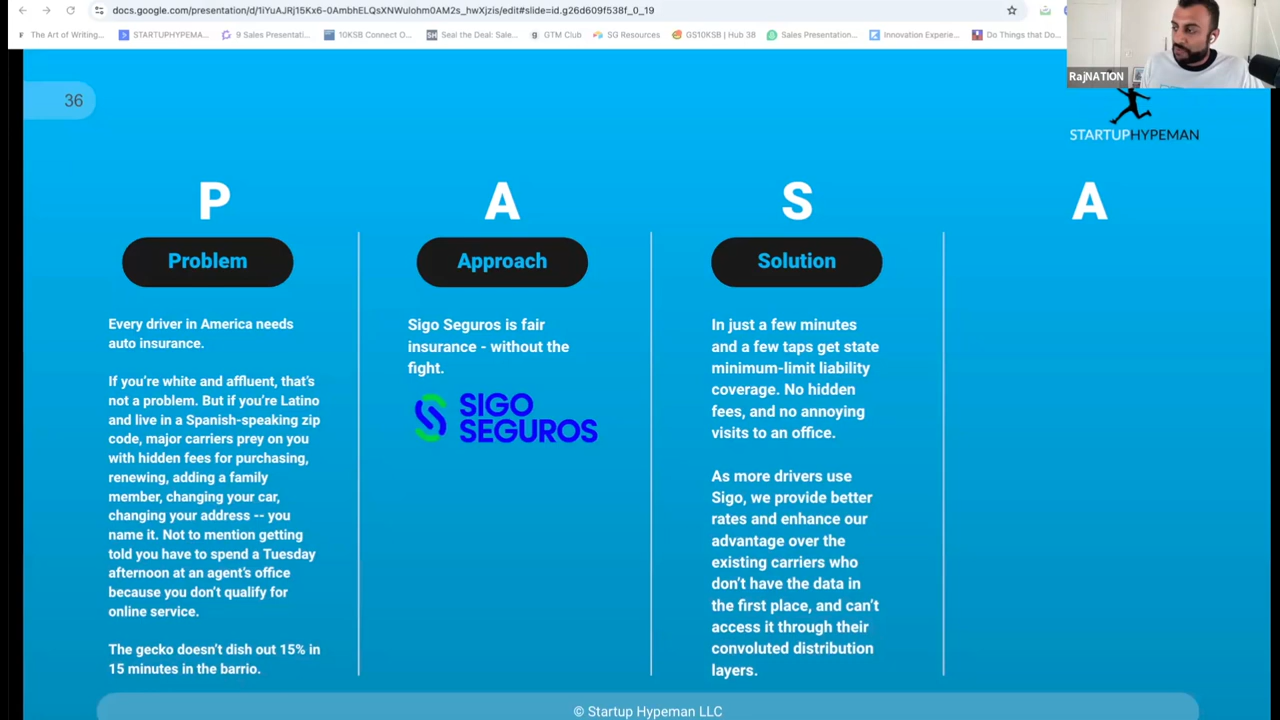 docs.google.com/presentation/d/1iYuAJRj15Kx6-0AmbhELQsXNWulohm0AM2s_hwXjzis/edit#slide=id.g26d609f538f_0_19
The Art of Writing...
STARTUPHYPEMA...
9 Sales Presentati...
10KSB Connect O...
Seal the Deal: Sale...
GTM Club
SG Resources
GS10KSB | Hub 38
Sales Presentation...
Innovation Experie...
Do Things that Do...
RajNATION
36
STARTUPHYPEMAN
P
A
S
A
Problem
Approach
Solution
Every driver in America needs
auto insurance.
If you're white and affluent, that's
not a problem. But if you're Latino
and live in a Spanish-speaking zip
code, major carriers prey on you
with hidden fees for purchasing,
renewing, adding a family
member, changing your car,
changing your address -- you
name it. Not to mention getting
told you have to spend a Tuesday
afternoon at an agent's office
because you don't qualify for
online service.
The gecko doesn't dish out 15% in
15 minutes in the barrio.
Sigo Seguros is fair
insurance - without the
fight.
SIGO
SEGUROS
In just a few minutes
and a few taps get state
minimum-limit liability
coverage. No hidden
fees, and no annoying
visits to an office.
As more drivers use
Sigo, we provide better
rates and enhance our
advantage over the
existing carriers who
don't have the data in
the first place, and can't
access it through their
convoluted distribution
layers.
© Startup Hypeman LLC